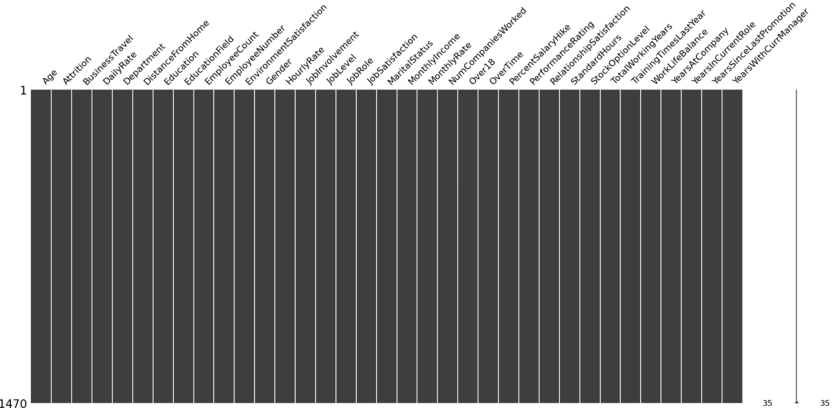 Age
Attrition
BusinessTravel
DailyRate
Department
DistanceFromHome
Education
EducationField
EmployeeCount
EmployeeNumber
EnvironmentSatisfaction
Gender
HourlyRate
JobInvolvement
JobLevel
JobRole
JobSatisfaction
MaritalStatus
MonthlyIncome
MonthlyRate
NumCompaniesWorked
Over18
OverTime
PercentSalaryHike
PerformanceRating
RelationshipSatisfaction
StandardHours
StockOptionLevel
TotalWorkingYears
TrainingTimesLastYear
WorkLifeBalance
YearsAtCompany
YearsInCurrentRole
YearsSinceLastPromotion
YearsWithCurrManager
1
1470
35
35